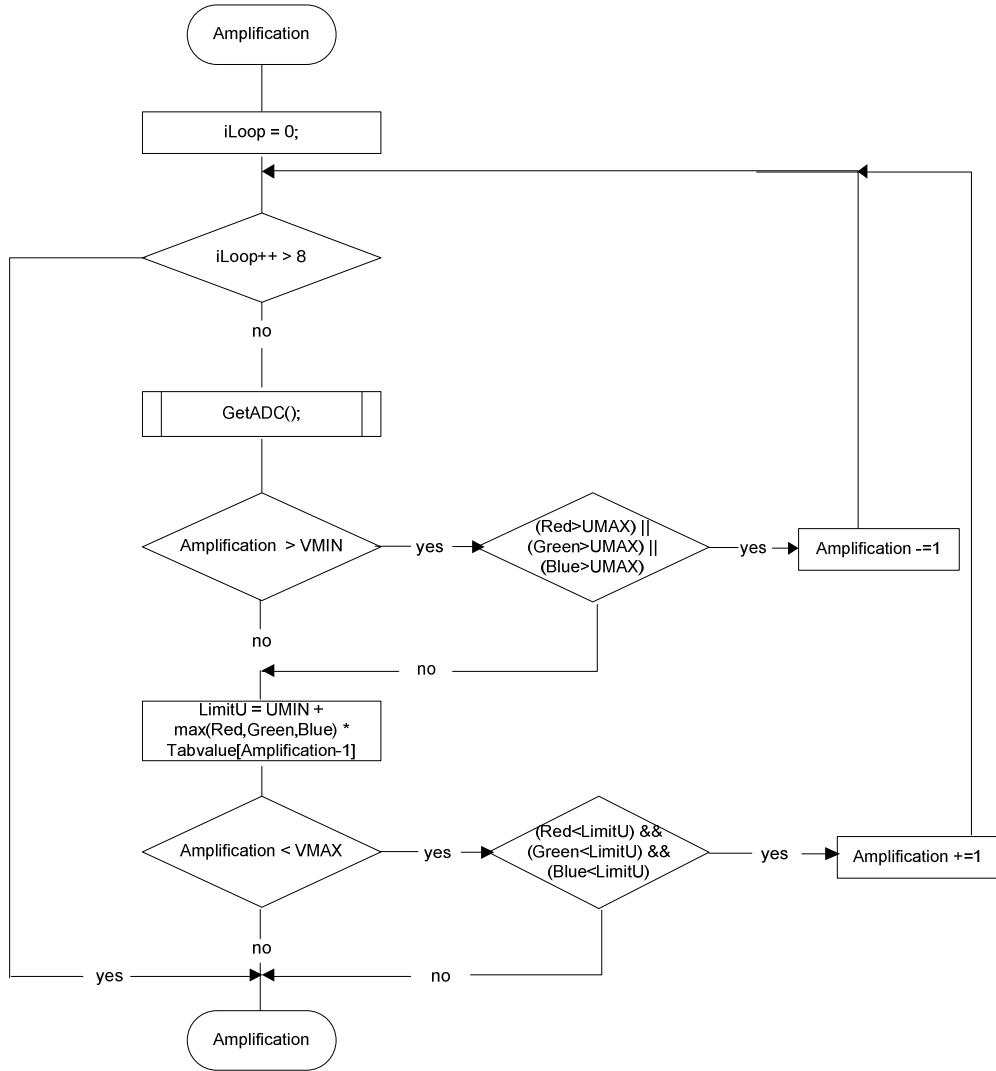 Amplification
iLoop = 0;
iLoop++ > 8
no
GetADC();
Amplification > VMIN
yes
(Red>UMAX) ||
(Green>UMAX) ||
(Blue>UMAX)
yes
Amplification -=1
no
no
LimitU = UMIN +
max(Red,Green,Blue) *
Tabvalue[Amplification-1]
Amplification < VMAX
yes
(Red<LimitU) &&
(Green<LimitU) &&
(Blue<LimitU)
yes
Amplification +=1
no
yes
no
Amplification